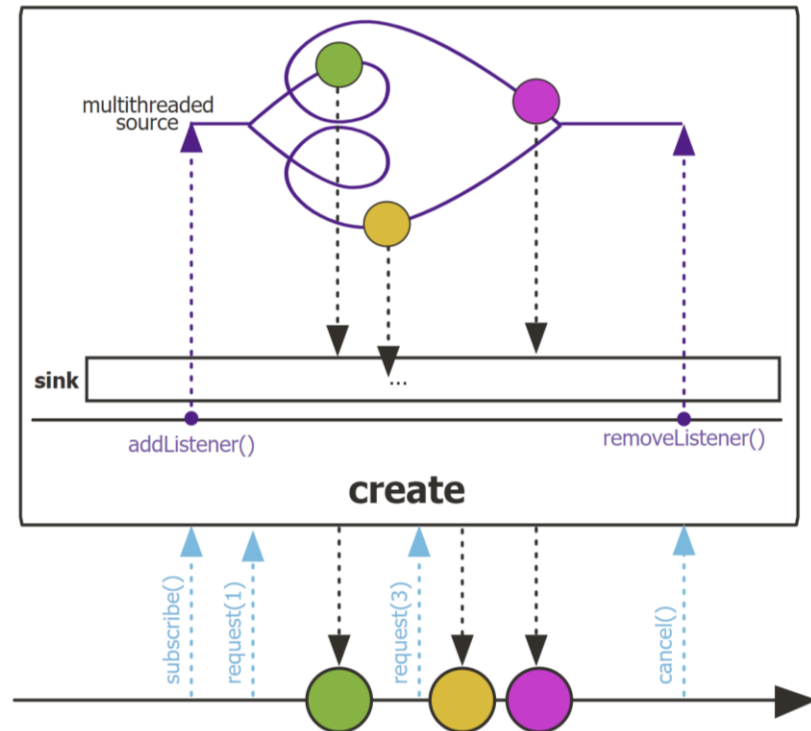 multithreaded
source
sink
...
addListener()
removeListener()
create
subscribe()
request(1)
request(3)
cancel()